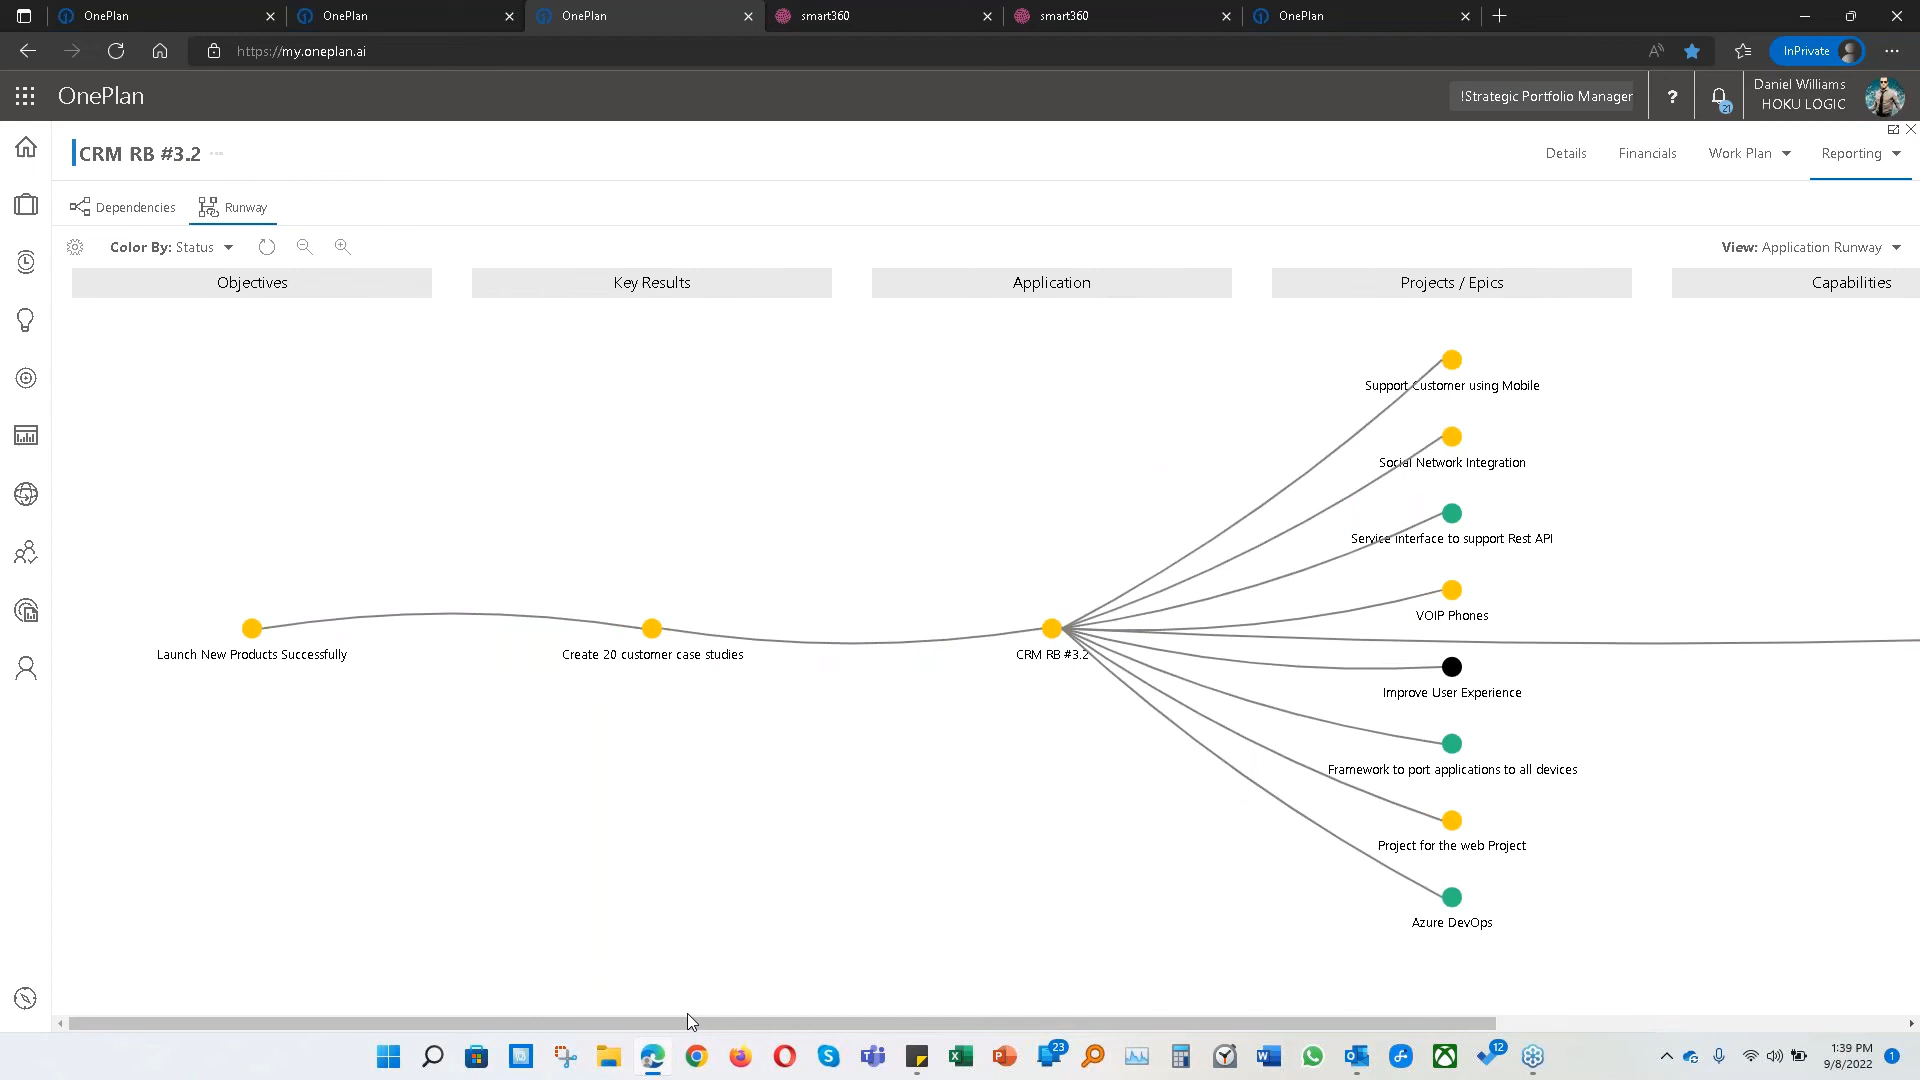 OnePlan
OnePlan
OnePlan
smart360
smart360
OnePlan
https://my.oneplan.ai
InPrivate
OnePlan
!Strategic Portfolio Manager
?
21
Daniel Williams
HOKU LOGIC
CRM RB #3.2
Details
Financials
Work Plan
Reporting
Dependencies
Runway
Color By: Status
View: Application Runway
Objectives
Key Results
Application
Projects / Epics
Capabilities
Support Customer using Mobile
Social Network Integration
Service interface to support Rest API
VOIP Phones
Launch New Products Successfully
Create 20 customer case studies
CRM RB #3.2
Improve User Experience
Framework to port applications to all devices
Project for the web Project
Azure DevOps
23
12
1:39 PM
9/8/2022
1